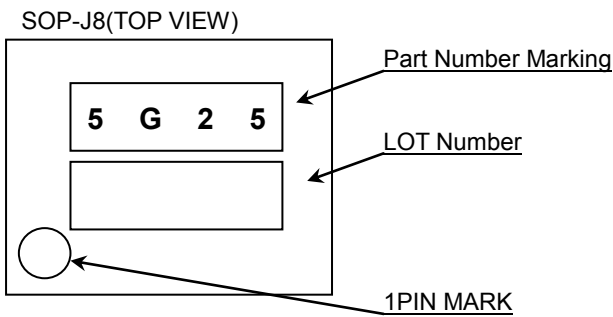 SOP-J8(TOP VIEW)
Part Number Marking
5 G 2 5
LOT Number
1PIN MARK